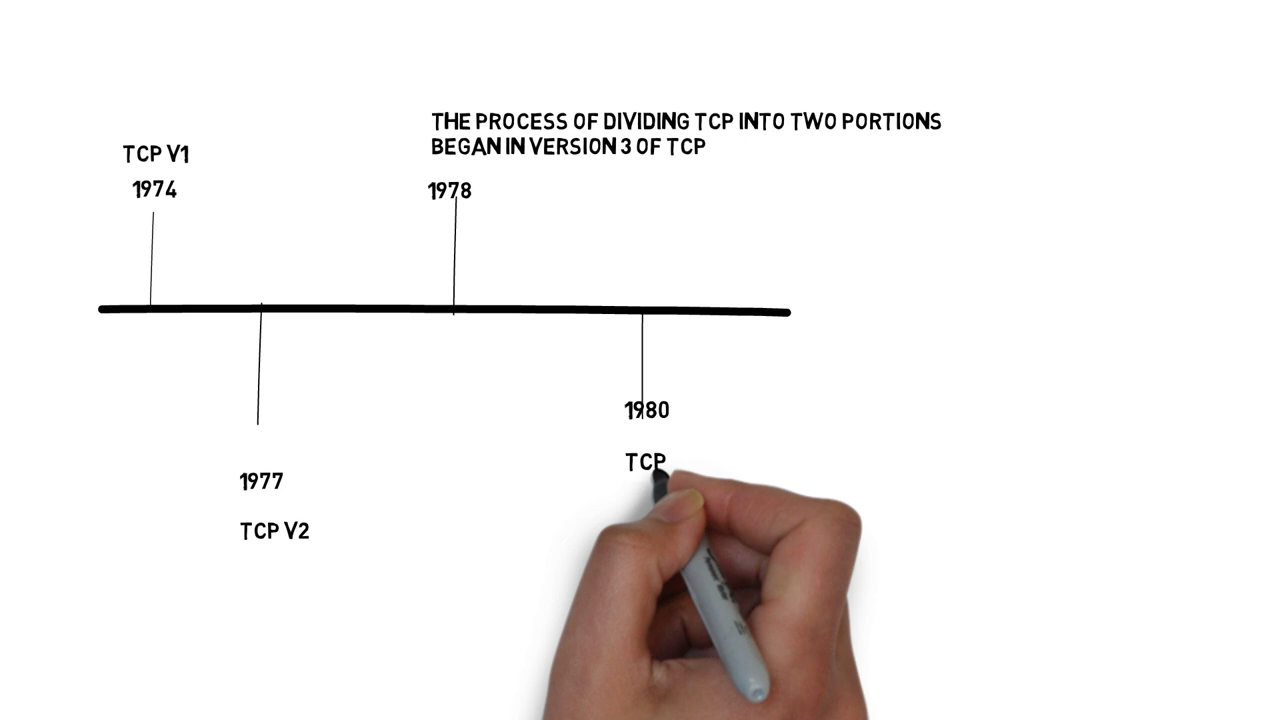 THE PROCESS OF DIVIDING TCP INTO TWO PORTIONS
BEGAN IN VERSION 3 OF TCP
TCP V1
1974
1978
1980
TCP
1977
TCP V2